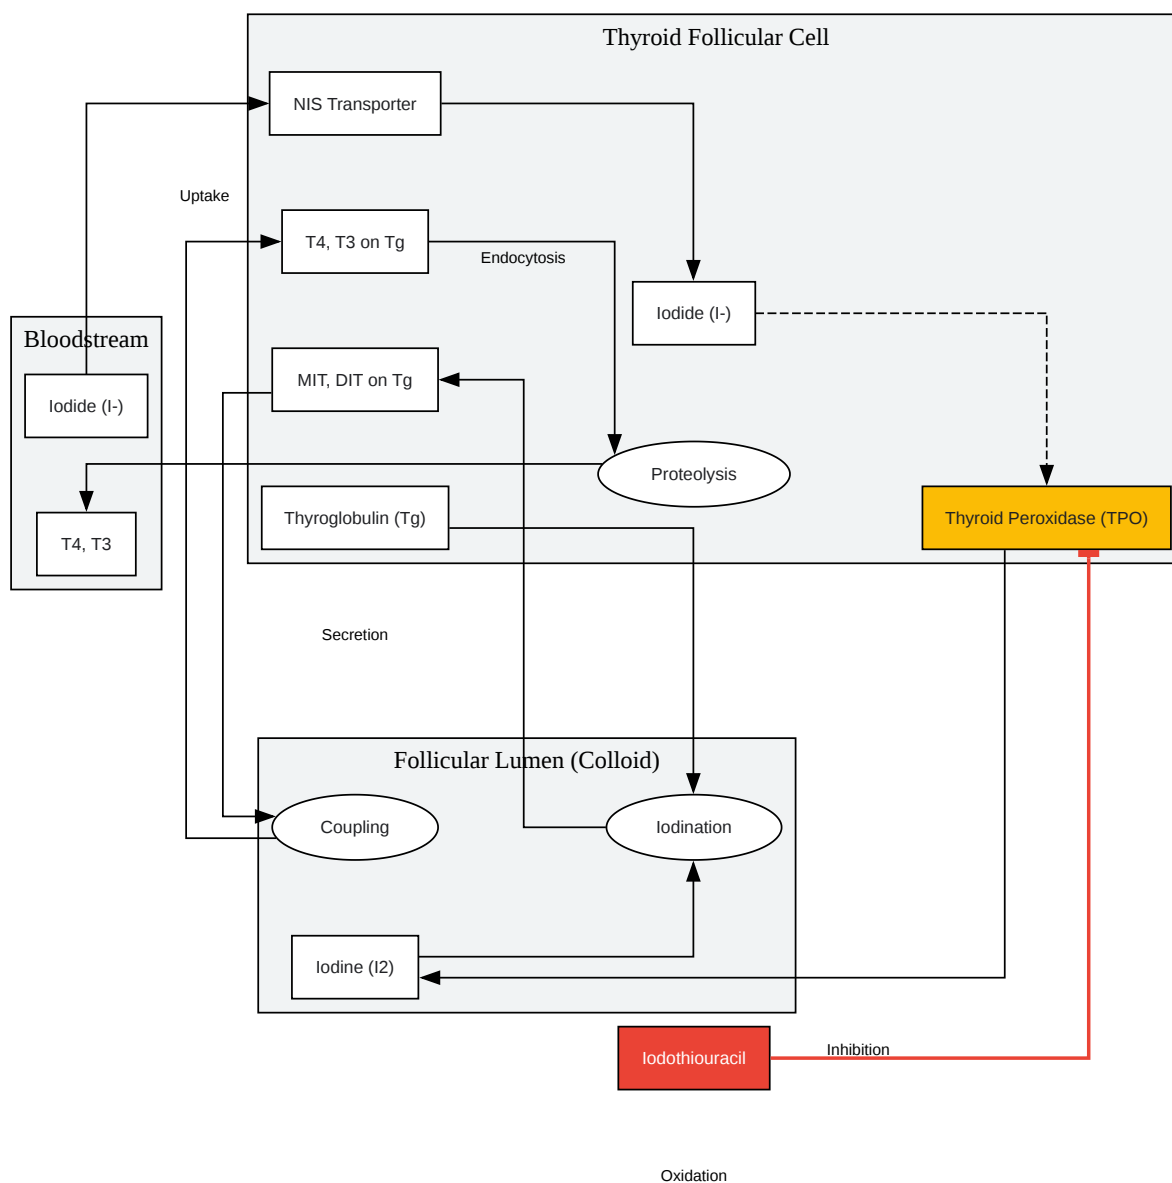 Thyroid Follicular Cell
NIS Transporter
Uptake
T4, T3 on Tg
Endocytosis
Iodide (I-)
Bloodstream
MIT, DIT on Tg
Iodide (I-)
Proteolysis
Thyroglobulin (Tg)
Thyroid Peroxidase (TPO)
T4, T3
Secretion
Follicular Lumen (Colloid)
Coupling
Iodination
Iodine (I2)
Inhibition
Iodothiouracil
Oxidation